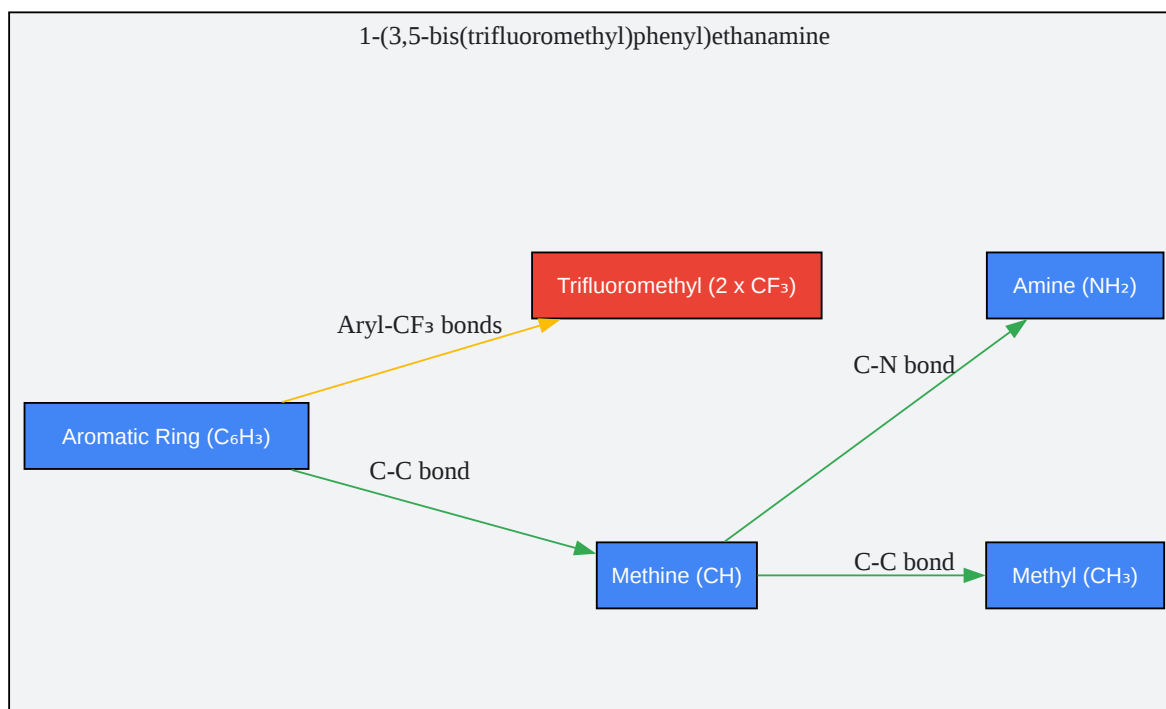 1-(3,5-bis(trifluoromethyl)phenyl)ethanamine
Trifluoromethyl (2 x CF₃)
Amine (NH₂)
Aryl-CF₃ bonds
C-N bond
Aromatic Ring (C₆H₃)
C-C bond
Methine (CH)
C-C bond
Methyl (CH₃)